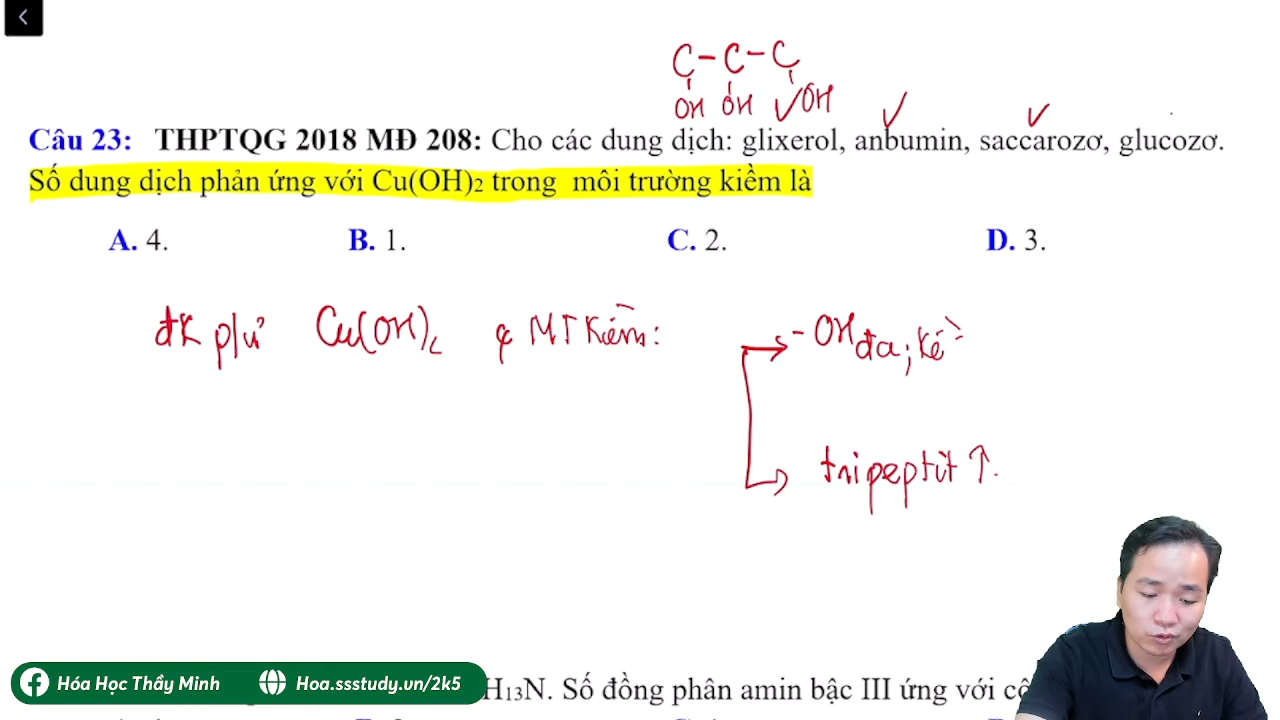 C - C - C
OH OH OH
Câu 23: THPTQG 2018 MĐ 208: Cho các dung dịch: glixerol, anbumin, saccarozơ, glucozơ.
Số dung dịch phản ứng với Cu(OH)₂ trong môi trường kiềm là
A. 4. B. 1. C. 2. D. 3.
đK p/ư Cu(OH)₂ MT Kiềm:
- OH đa; Kề
tripeptit ↑.
Hóa Học Thầy Minh Hoa.ssstudy.vn/2k5 H₁₃N. Số đồng phân amin bậc III ứng với